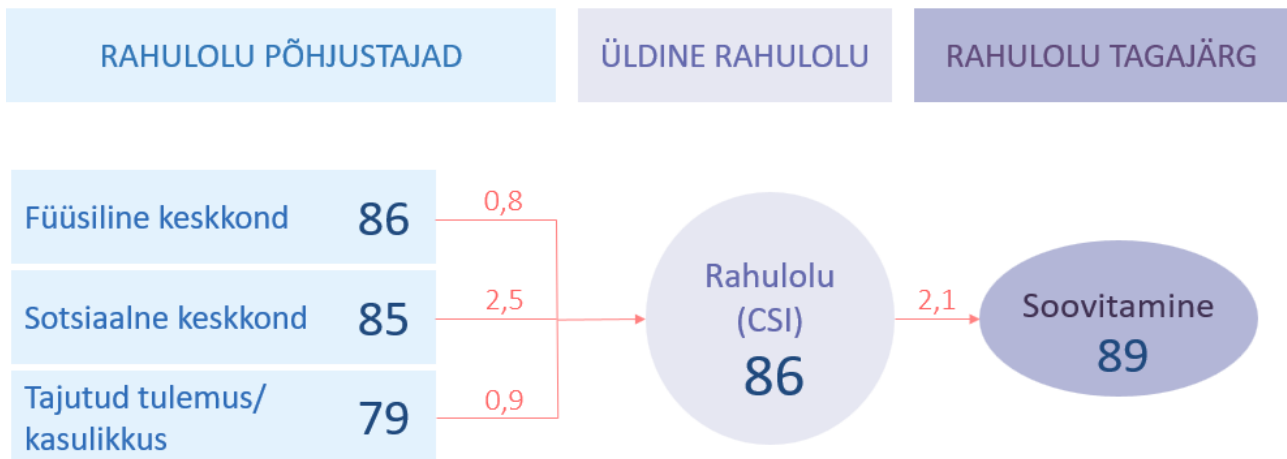 RAHULOLU PÕHJUSTAJAD
ÜLDINE RAHULOLU
RAHULOLU TAGAJÄRG
Füüsiline keskkond 86
0,8
Sotsiaalne keskkond 85
2,5
Tajutud tulemus/
kasulikkus 79
0,9
Rahulolu
(CSI)
86
2,1
Soovitamine
89